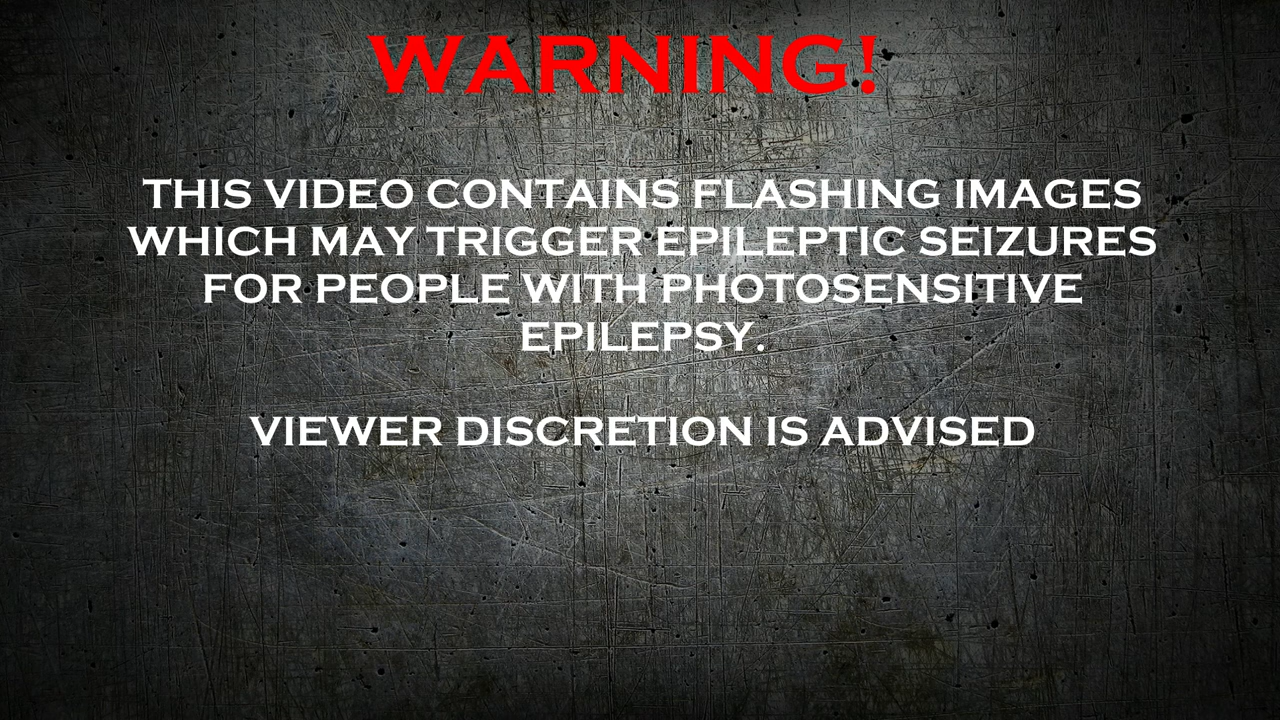 WARNING!
THIS VIDEO CONTAINS FLASHING IMAGES
WHICH MAY TRIGGER EPILEPTIC SEIZURES
FOR PEOPLE WITH PHOTOSENSITIVE
EPILEPSY.
VIEWER DISCRETION IS ADVISED